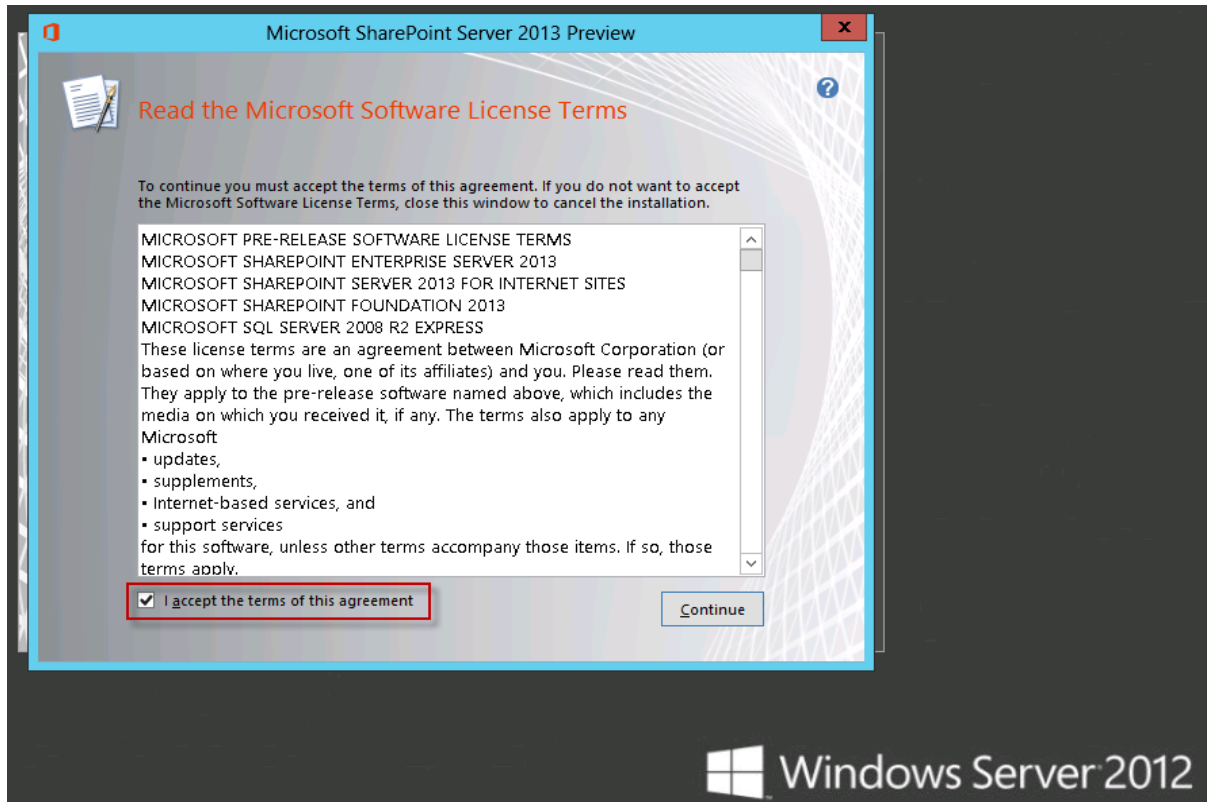 Microsoft SharePoint Server 2013 Preview
x
?
Read the Microsoft Software License Terms
To continue you must accept the terms of this agreement. If you do not want to accept
the Microsoft Software License Terms, close this window to cancel the installation.
MICROSOFT PRE-RELEASE SOFTWARE LICENSE TERMS
MICROSOFT SHAREPOINT ENTERPRISE SERVER 2013
MICROSOFT SHAREPOINT SERVER 2013 FOR INTERNET SITES
MICROSOFT SHAREPOINT FOUNDATION 2013
MICROSOFT SQL SERVER 2008 R2 EXPRESS
These license terms are an agreement between Microsoft Corporation (or
based on where you live, one of its affiliates) and you. Please read them.
They apply to the pre-release software named above, which includes the
media on which you received it, if any. The terms also apply to any
Microsoft
▪ updates,
▪ supplements,
▪ Internet-based services, and
▪ support services
for this software, unless other terms accompany those items. If so, those
terms apply.
I accept the terms of this agreement
Continue
Windows Server 2012